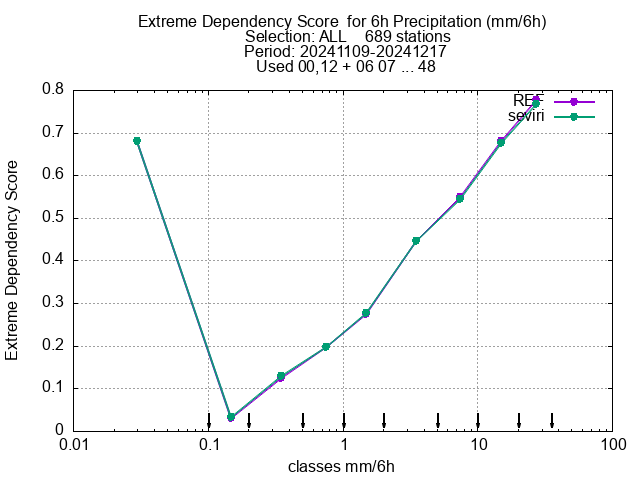 Extreme Dependency Score  for 6h Precipitation (mm/6h)
Selection: ALL    689 stations
Period: 20241109-20241217
Used 00,12 + 06 07 ... 48
REF
seviri
Extreme Dependency Score
0.8
0.7
0.6
0.5
0.4
0.3
0.2
0.1
0
0.01
0.1
1
10
100
classes mm/6h